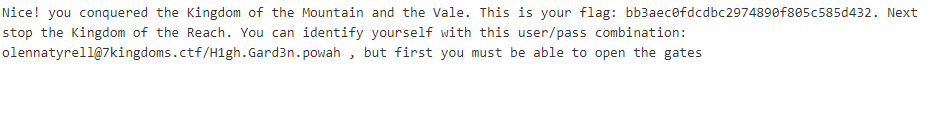 Nice! you conquered the Kingdom of the Mountain and the Vale. This is your flag: bb3aec0fdcdbc2974890f805c585d432. Next
stop the Kingdom of the Reach. You can identify yourself with this user/pass combination:
olennatyrell@7kingdoms.ctf/H1gh.Gard3n.powah , but first you must be able to open the gates